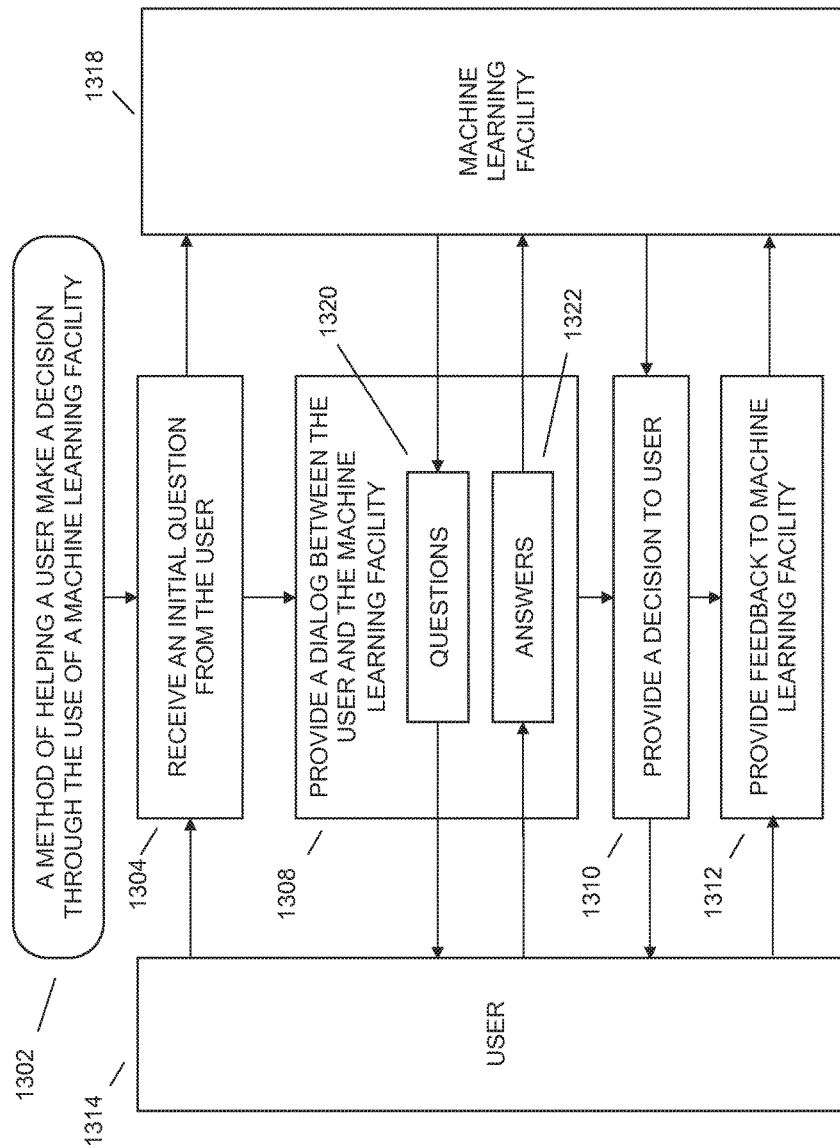 1302
A METHOD OF HELPING A USER MAKE A DECISION
THROUGH THE USE OF A MACHINE LEARNING FACILITY
1314
USER
1304
RECEIVE AN INITIAL QUESTION
FROM THE USER
1308
PROVIDE A DIALOG BETWEEN THE
USER AND THE MACHINE
LEARNING FACILITY
1320
QUESTIONS
ANSWERS
1322
1310
PROVIDE A DECISION TO USER
1312
PROVIDE FEEDBACK TO MACHINE
LEARNING FACILITY
1318
MACHINE
LEARNING
FACILITY